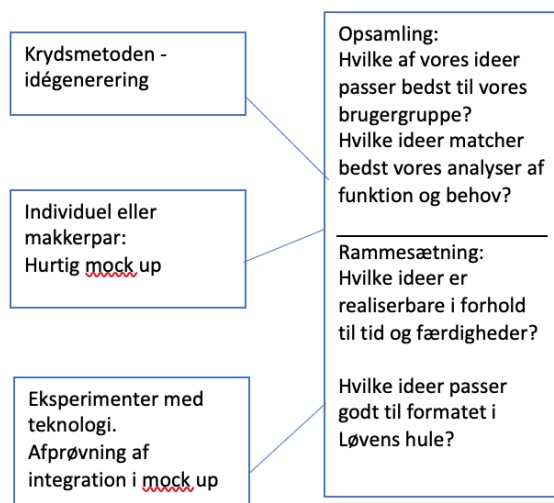 Krydsmetoden -
idégenerering
Individuel eller
makkerpar:
Hurtig mock up
Eksperimenter med
teknologi.
Afprøvning af
integration i mock up
Opsamling:
Hvilke af vores ideer
passer bedst til vores
brugergruppe?
Hvilke ideer matcher
bedst vores analyser af
funktion og behov?
Rammesætning:
Hvilke ideer er
realiserbare i forhold
til tid og færdigheder?
Hvilke ideer passer
godt til formatet i
Løvens hule?